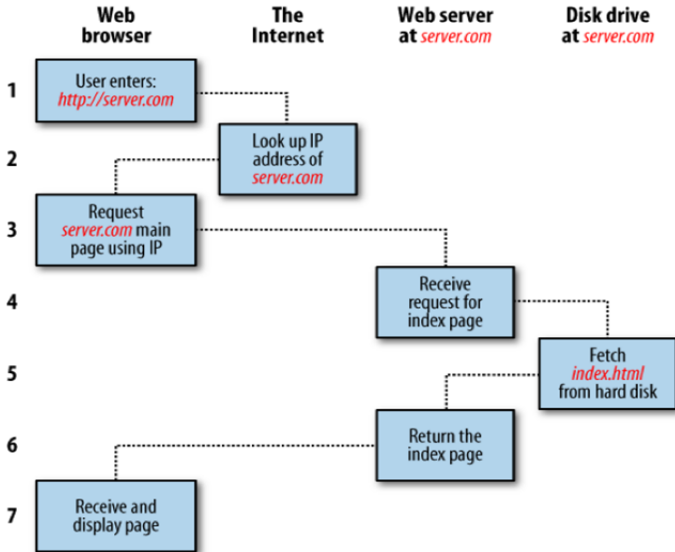 Web
browser
The
Internet
Web server
at server.com
Disk drive
at server.com
1
User enters:
http://server.com
2
Look up IP
address of
server.com
3
Request
server.com main
page using IP
4
Receive
request for
index page
5
Fetch
index.html
from hard disk
6
Return the
index page
7
Receive and
display page